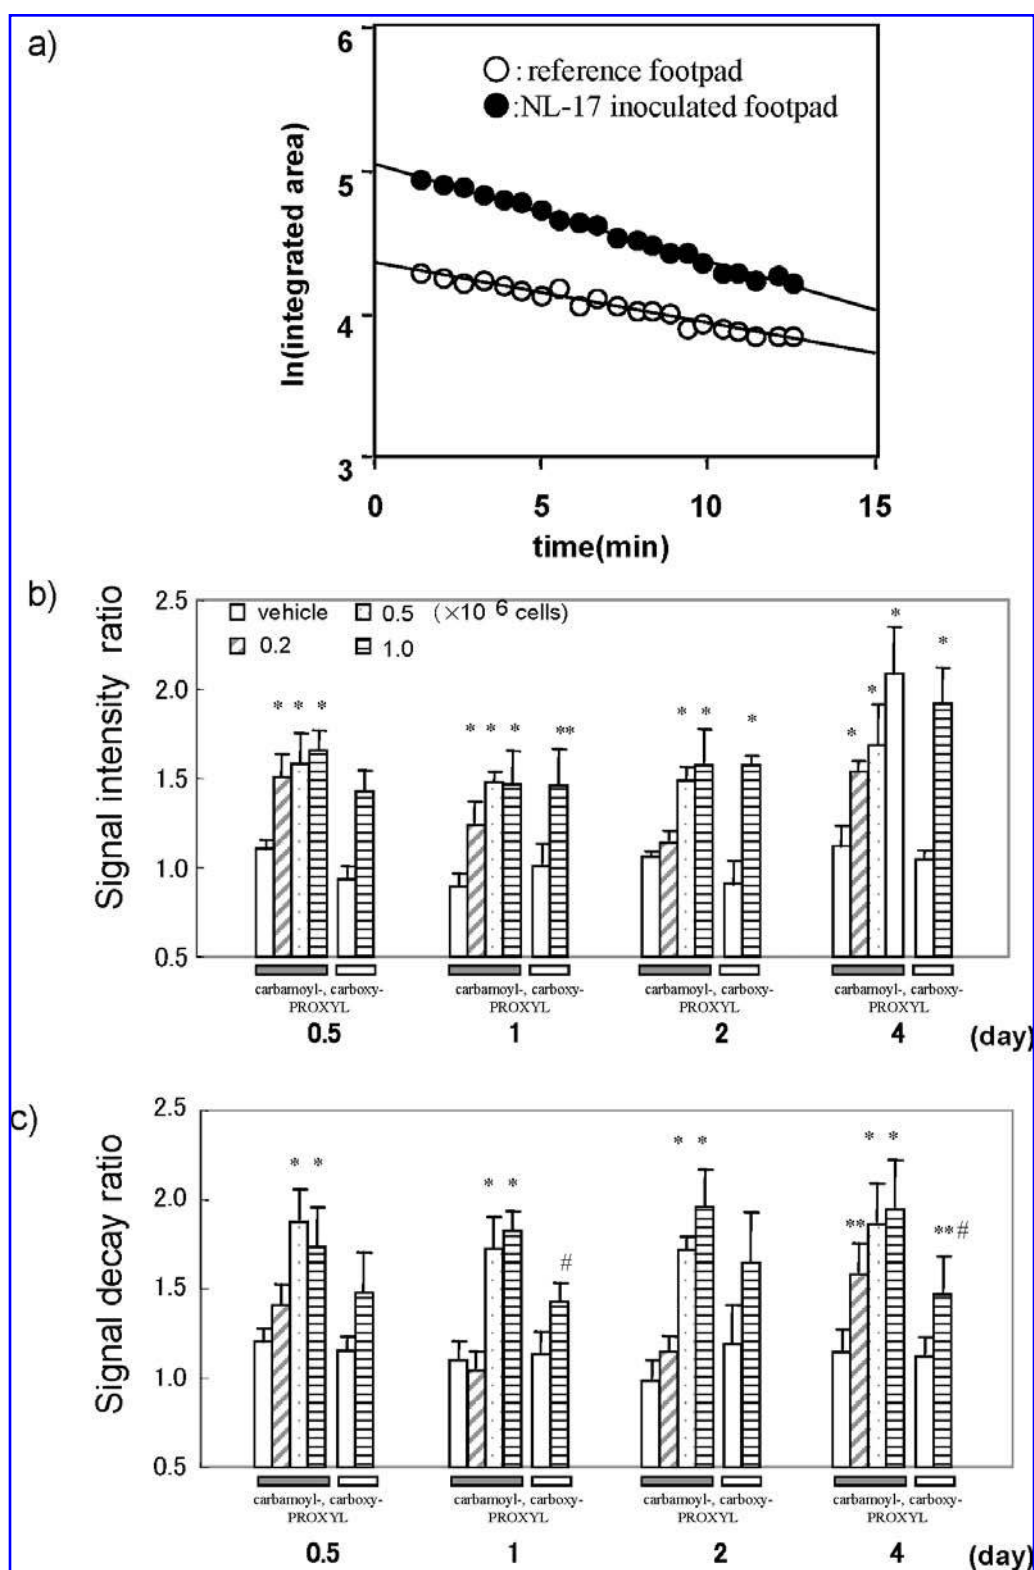 a)
6
5
4
3
ln(integrated area)
○: reference footpad
●:NL-17 inoculated footpad
0 5 10 15
time(min)
b)
Signal intensity ratio
2.5
2.0
1.5
1.0
0.5
vehicle 0.5 (×10 6 cells)
0.2 1.0
* * * * * * ** * * * * * * *
carbamoyl-, carboxy- carbamoyl-, carboxy- carbamoyl-, carboxy- carbamoyl-, carboxy-
PROXYL PROXYL PROXYL PROXYL
0.5 1 2 4 (day)
c)
Signal decay ratio
2.5
2.0
1.5
1.0
0.5
* * * * # * * ** * * ** #
carbamoyl-, carboxy- carbamoyl-, carboxy- carbamoyl-, carboxy- carbamoyl-, carboxy-
PROXYL PROXYL PROXYL PROXYL
0.5 1 2 4 (day)